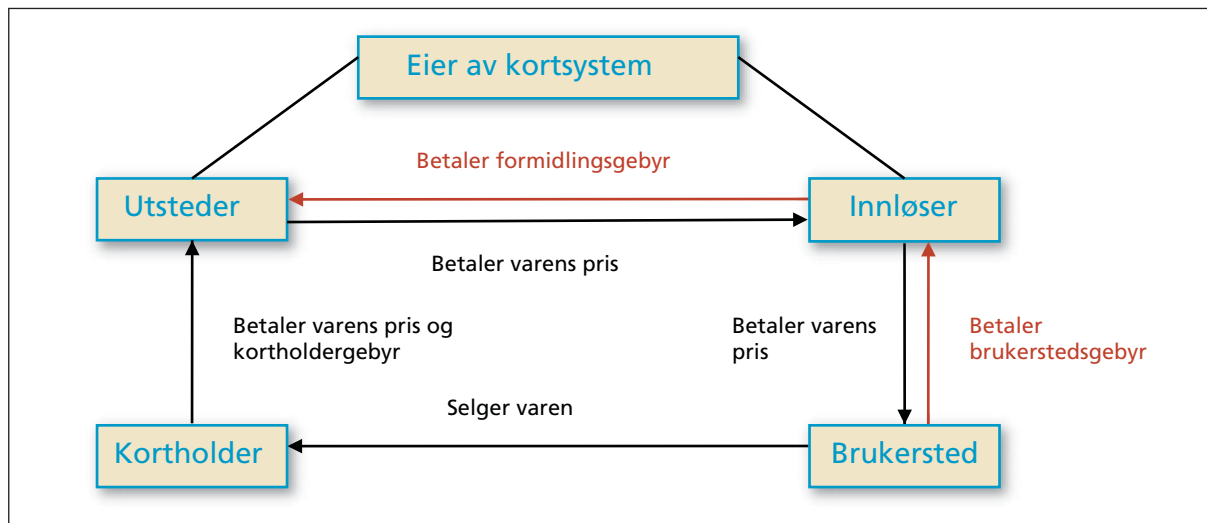 Eier av kortsystem
Betaler formidlingsgebyr
Utsteder
Innløser
Betaler varens pris
Betaler varens pris og
kortholdergebyr
Betaler varens
pris
Betaler
brukerstedsgebyr
Selger varen
Kortholder
Brukersted